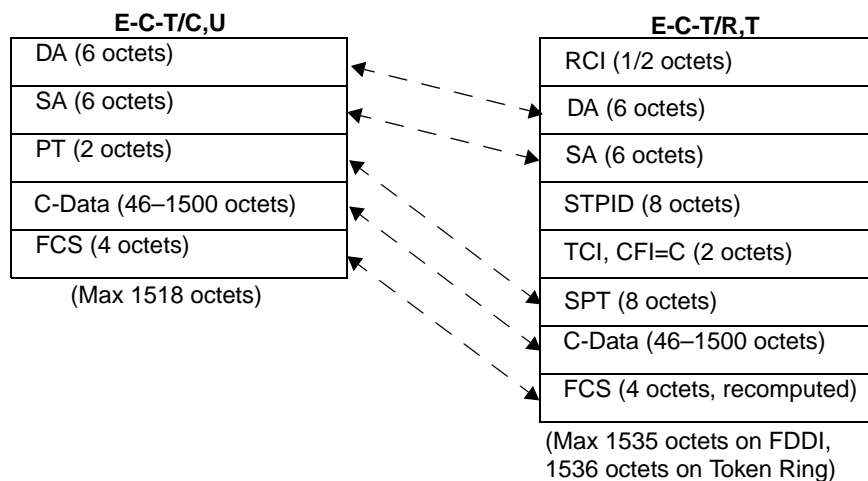 E-C-T/C,U
DA (6 octets)
SA (6 octets)
PT (2 octets)
C-Data (46–1500 octets)
FCS (4 octets)
(Max 1518 octets)
E-C-T/R,T
RCI (1/2 octets)
DA (6 octets)
SA (6 octets)
STPID (8 octets)
TCI, CFI=C (2 octets)
SPT (8 octets)
C-Data (46–1500 octets)
FCS (4 octets, recomputed)
(Max 1535 octets on FDDI,
1536 octets on Token Ring)